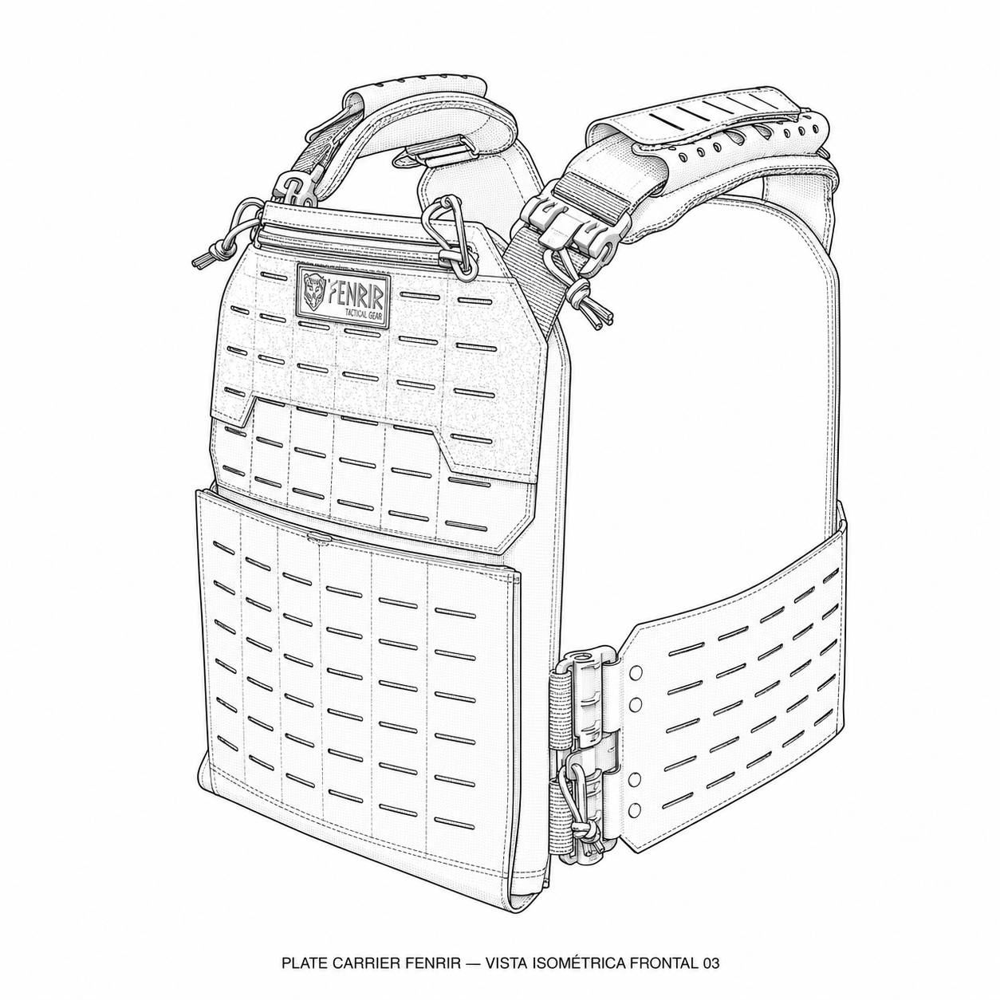 FENRIR
TACTICAL GEAR
PLATE CARRIER FENRIR — VISTA ISOMÉTRICA FRONTAL 03